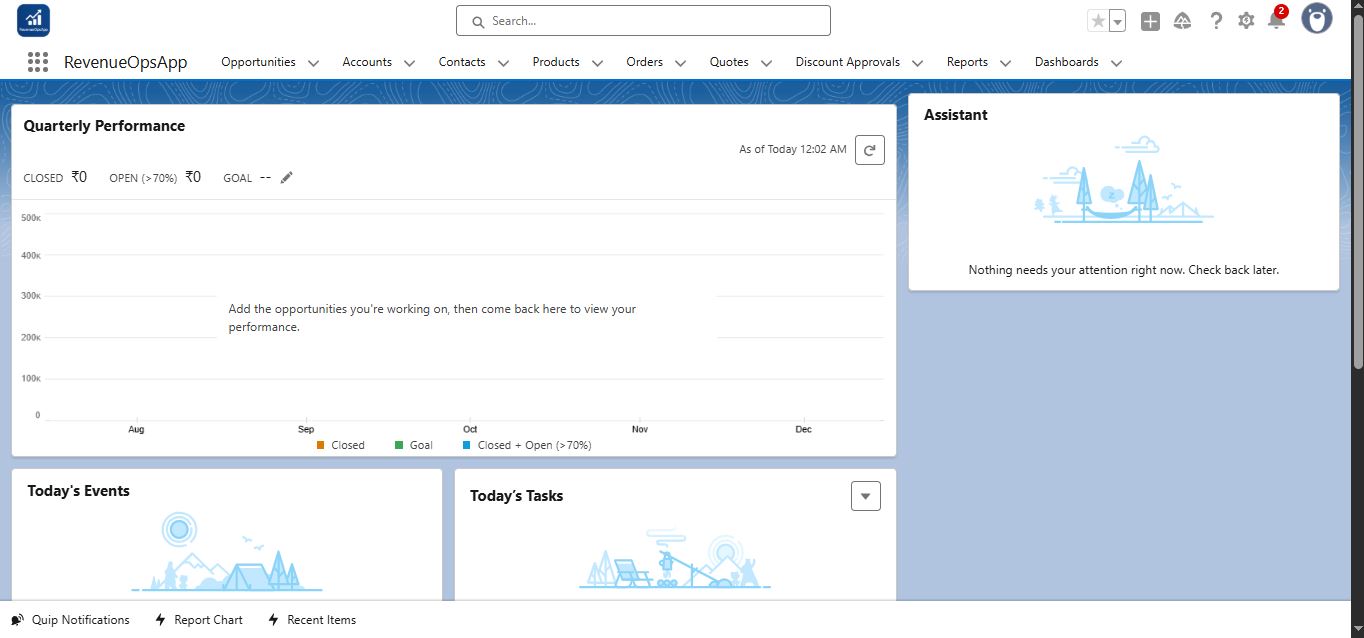 RevenueOpsApp
Search...
2
RevenueOpsApp
Opportunities
Accounts
Contacts
Products
Orders
Quotes
Discount Approvals
Reports
Dashboards
Quarterly Performance
As of Today 12:02 AM
CLOSED ₹0 OPEN (>70%) ₹0 GOAL --
500K
400K
300K
200K
100K
0
Add the opportunities you're working on, then come back here to view your
performance.
Aug Sep Oct Nov Dec
Closed Goal Closed + Open (>70%)
Assistant
z
Nothing needs your attention right now. Check back later.
Today's Events
Today’s Tasks
Quip Notifications
Report Chart
Recent Items